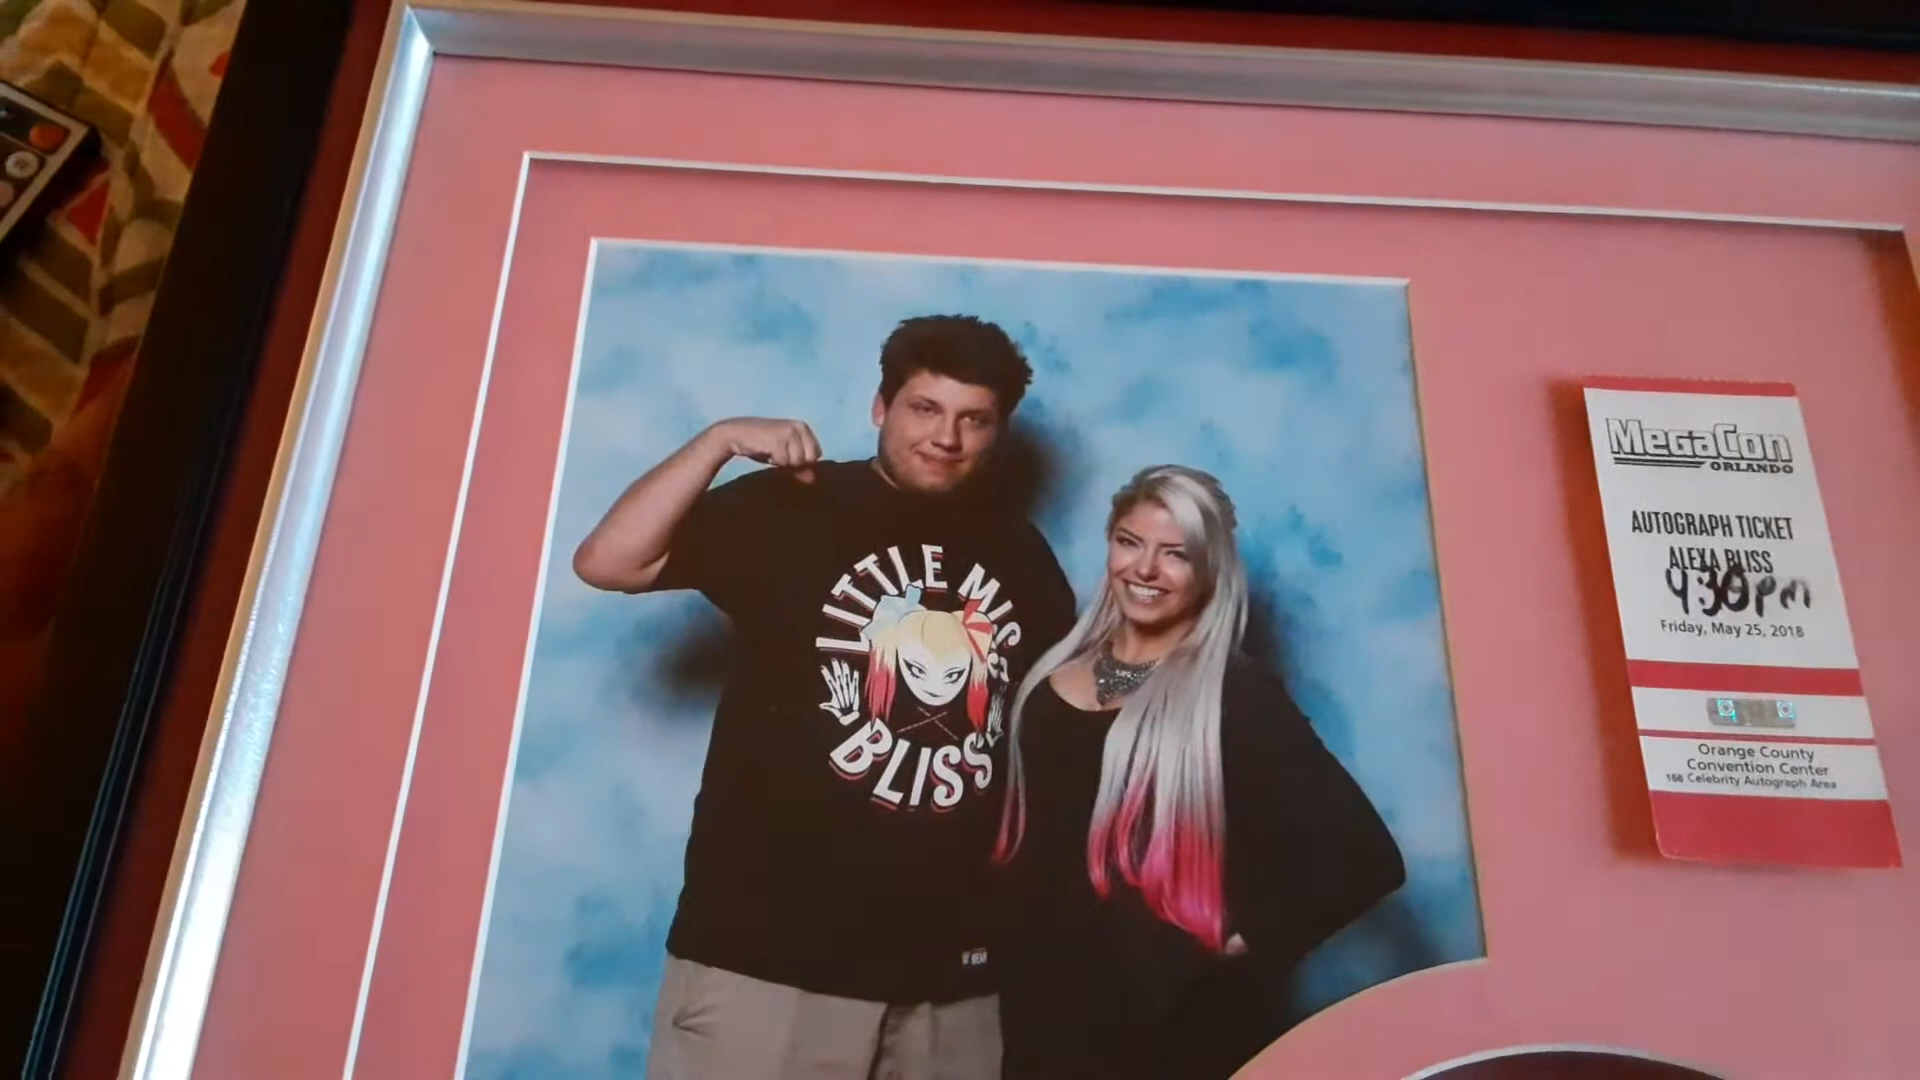 LITTLE MISS
BLISS
MegaCon
ORLANDO
AUTOGRAPH TICKET
ALEXA BLISS
4:30pm
Friday, May 25, 2018
Orange County
Convention Center
Celebrity Autograph Area